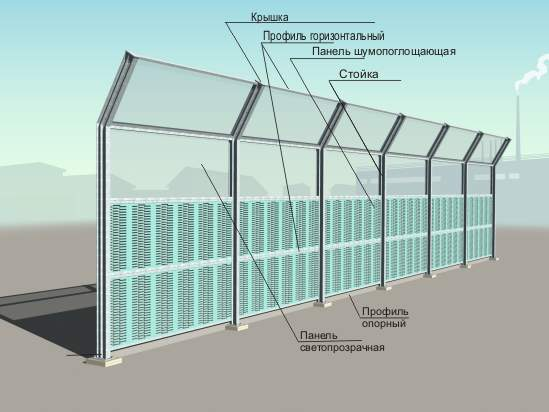 Крышка
Профиль горизонтальный
Панель шумопоглощающая
Стойка
Профиль
опорный
Панель
светопрозрачная